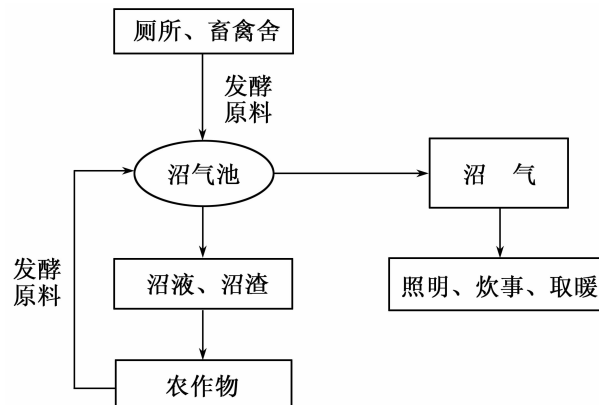 厕所、畜禽舍
发酵
原料
沼气池
沼 气
发酵
原料
沼液、沼渣
照明、炊事、取暖
农作物